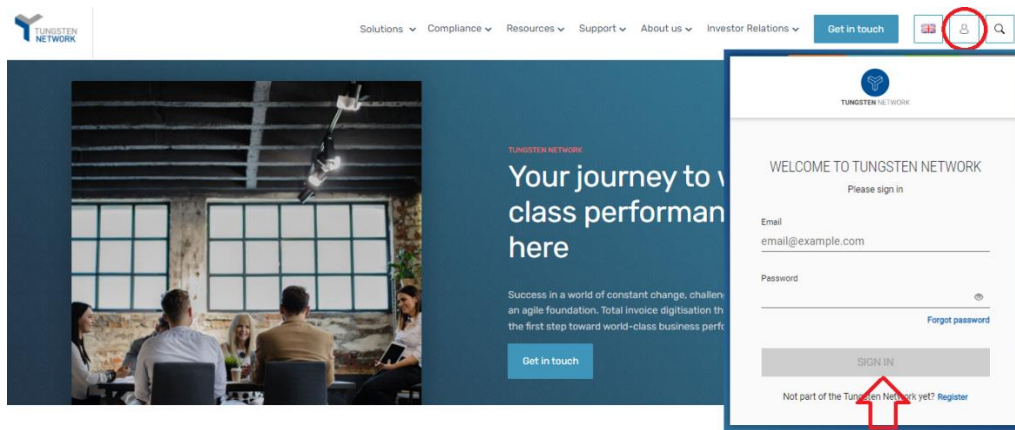 TUNGSTEN
NETWORK
Solutions Compliance Resources Support About us Investor Relations Get in touch
TUNGSTEN NETWORK
Your journey to
class performan
here
Success in a world of constant change, challen
an agile foundation. Total invoice digitisation th
the first step toward world-class business perfo
Get in touch
TUNGSTEN NETWORK
WELCOME TO TUNGSTEN NETWORK
Please sign in
Email
email@example.com
Password
Forgot password
SIGN IN
Not part of the Tungsten Network yet? Register